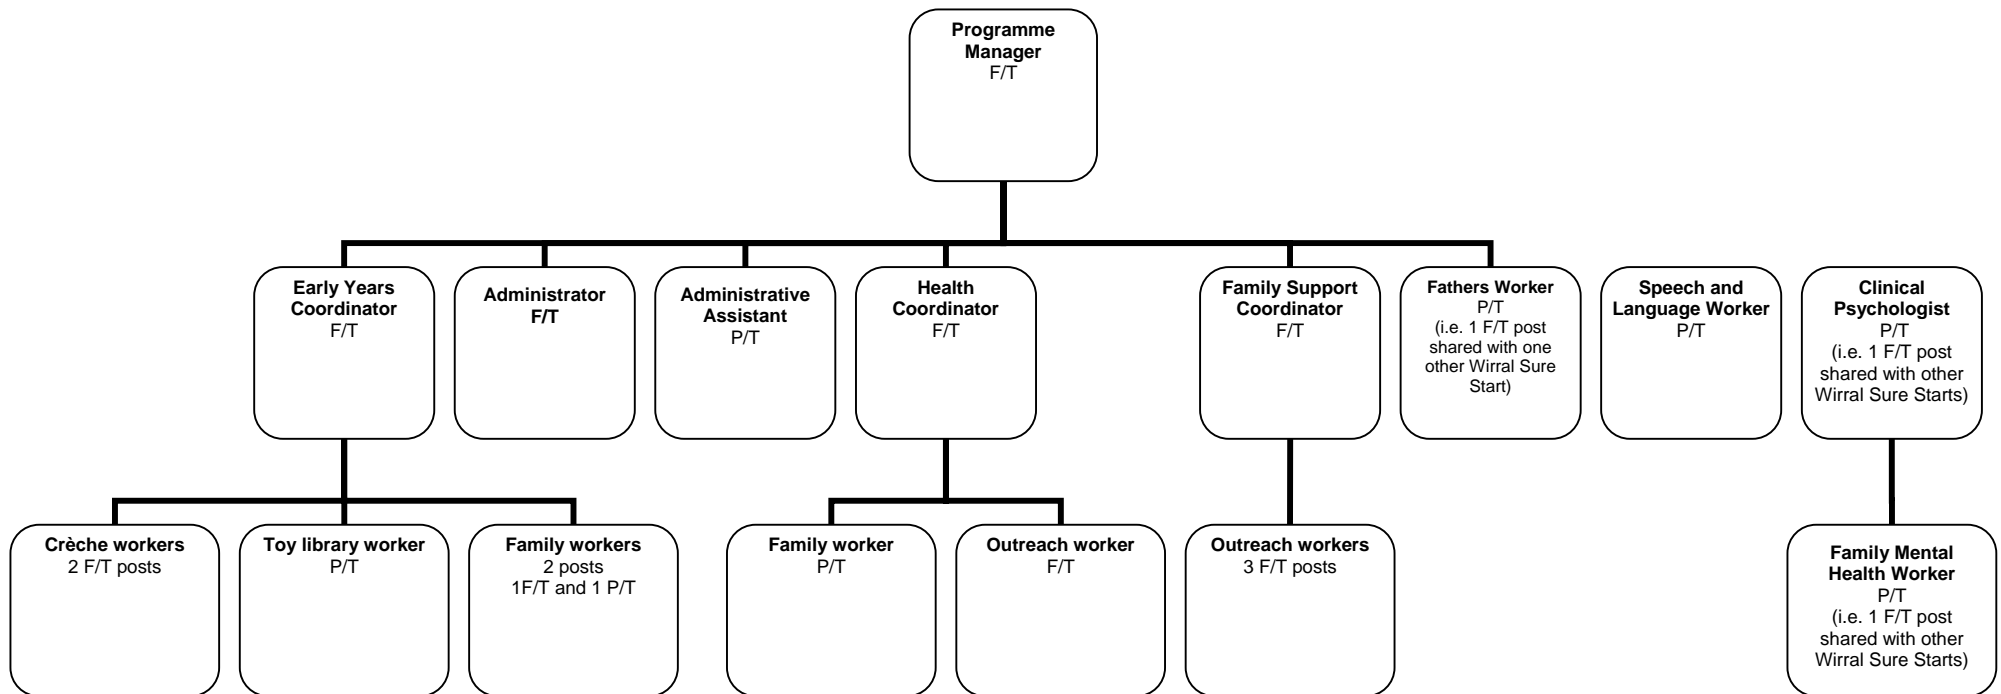 Programme
Manager
F/T
Early Years
Coordinator
F/T
Administrator
F/T
Administrative
Assistant
P/T
Health
Coordinator
F/T
Family Support
Coordinator
F/T
Fathers Worker
P/T
(i.e. 1 F/T post
shared with one
other Wirral Sure
Start)
Speech and
Language Worker
P/T
Clinical
Psychologist
P/T
(i.e. 1 F/T post
shared with other
Wirral Sure Starts)
Crèche workers
2 F/T posts
Toy library worker
P/T
Family workers
2 posts
1F/T and 1 P/T
Family worker
P/T
Outreach worker
F/T
Outreach workers
3 F/T posts
Family Mental
Health Worker
P/T
(i.e. 1 F/T post
shared with other
Wirral Sure Starts)